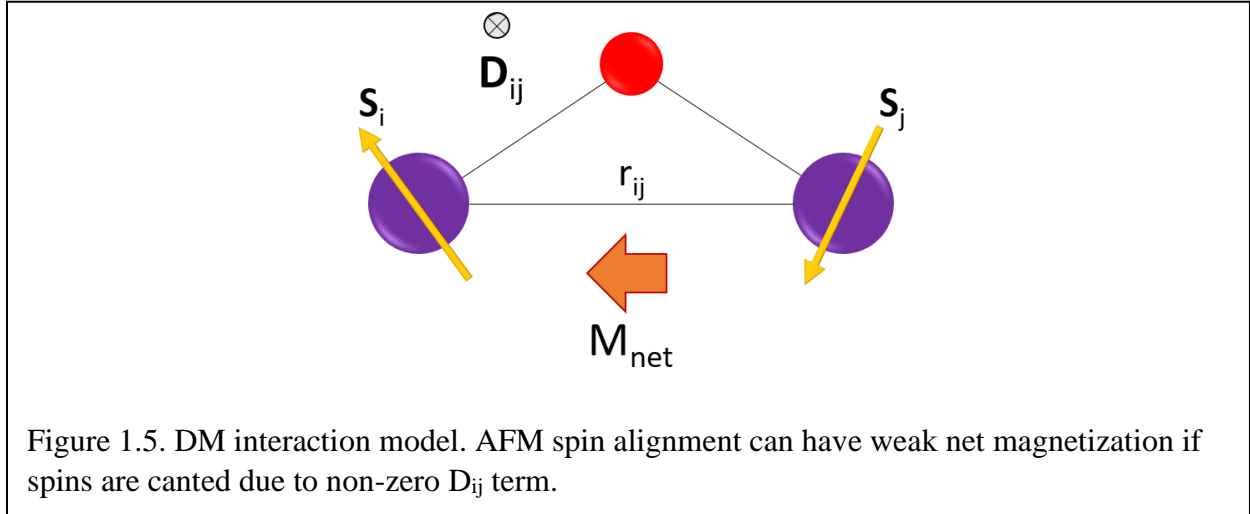 D_ij
S_i
S_j
r_ij
M_net
Figure 1.5. DM interaction model. AFM spin alignment can have weak net magnetization if
spins are canted due to non-zero D_ij term.